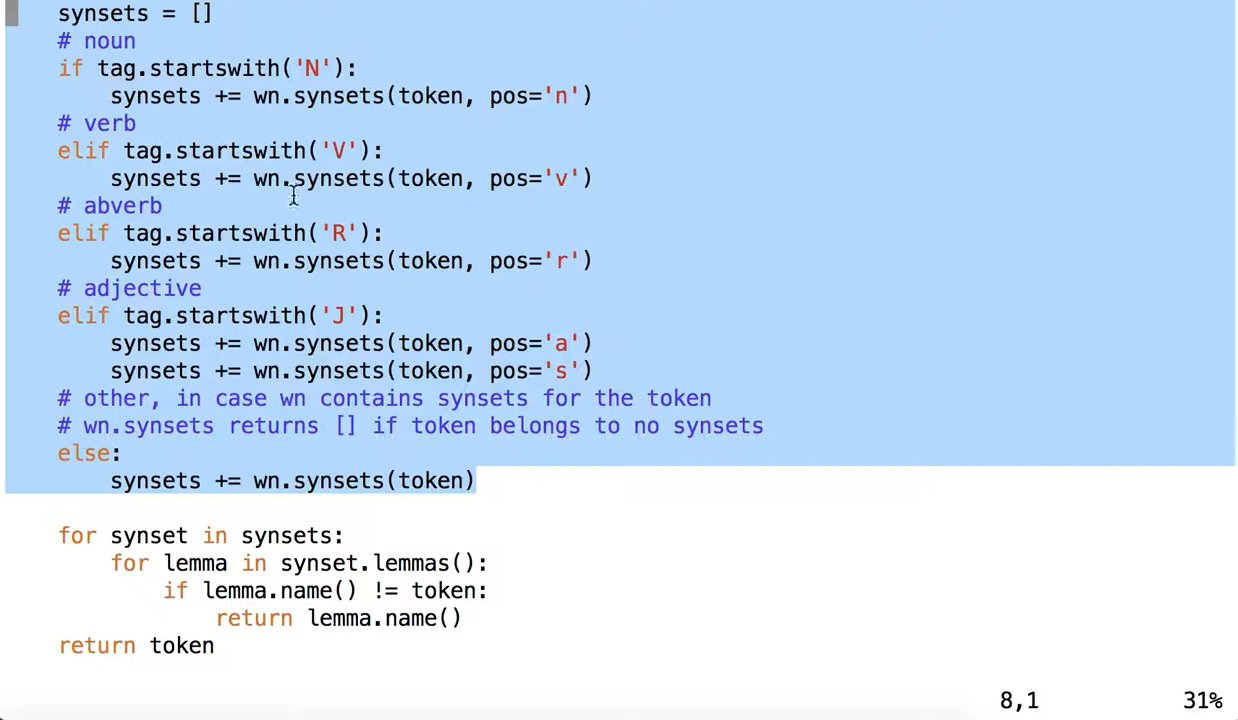 synsets = []
# noun
if tag.startswith('N'):
synsets += wn.synsets(token, pos='n')
# verb
elif tag.startswith('V'):
synsets += wn.synsets(token, pos='v')
# abverb
elif tag.startswith('R'):
synsets += wn.synsets(token, pos='r')
# adjective
elif tag.startswith('J'):
synsets += wn.synsets(token, pos='a')
synsets += wn.synsets(token, pos='s')
# other, in case wn contains synsets for the token
# wn.synsets returns [] if token belongs to no synsets
else:
synsets += wn.synsets(token)
for synset in synsets:
for lemma in synset.lemmas():
if lemma.name() != token:
return lemma.name()
return token
8,1 31%